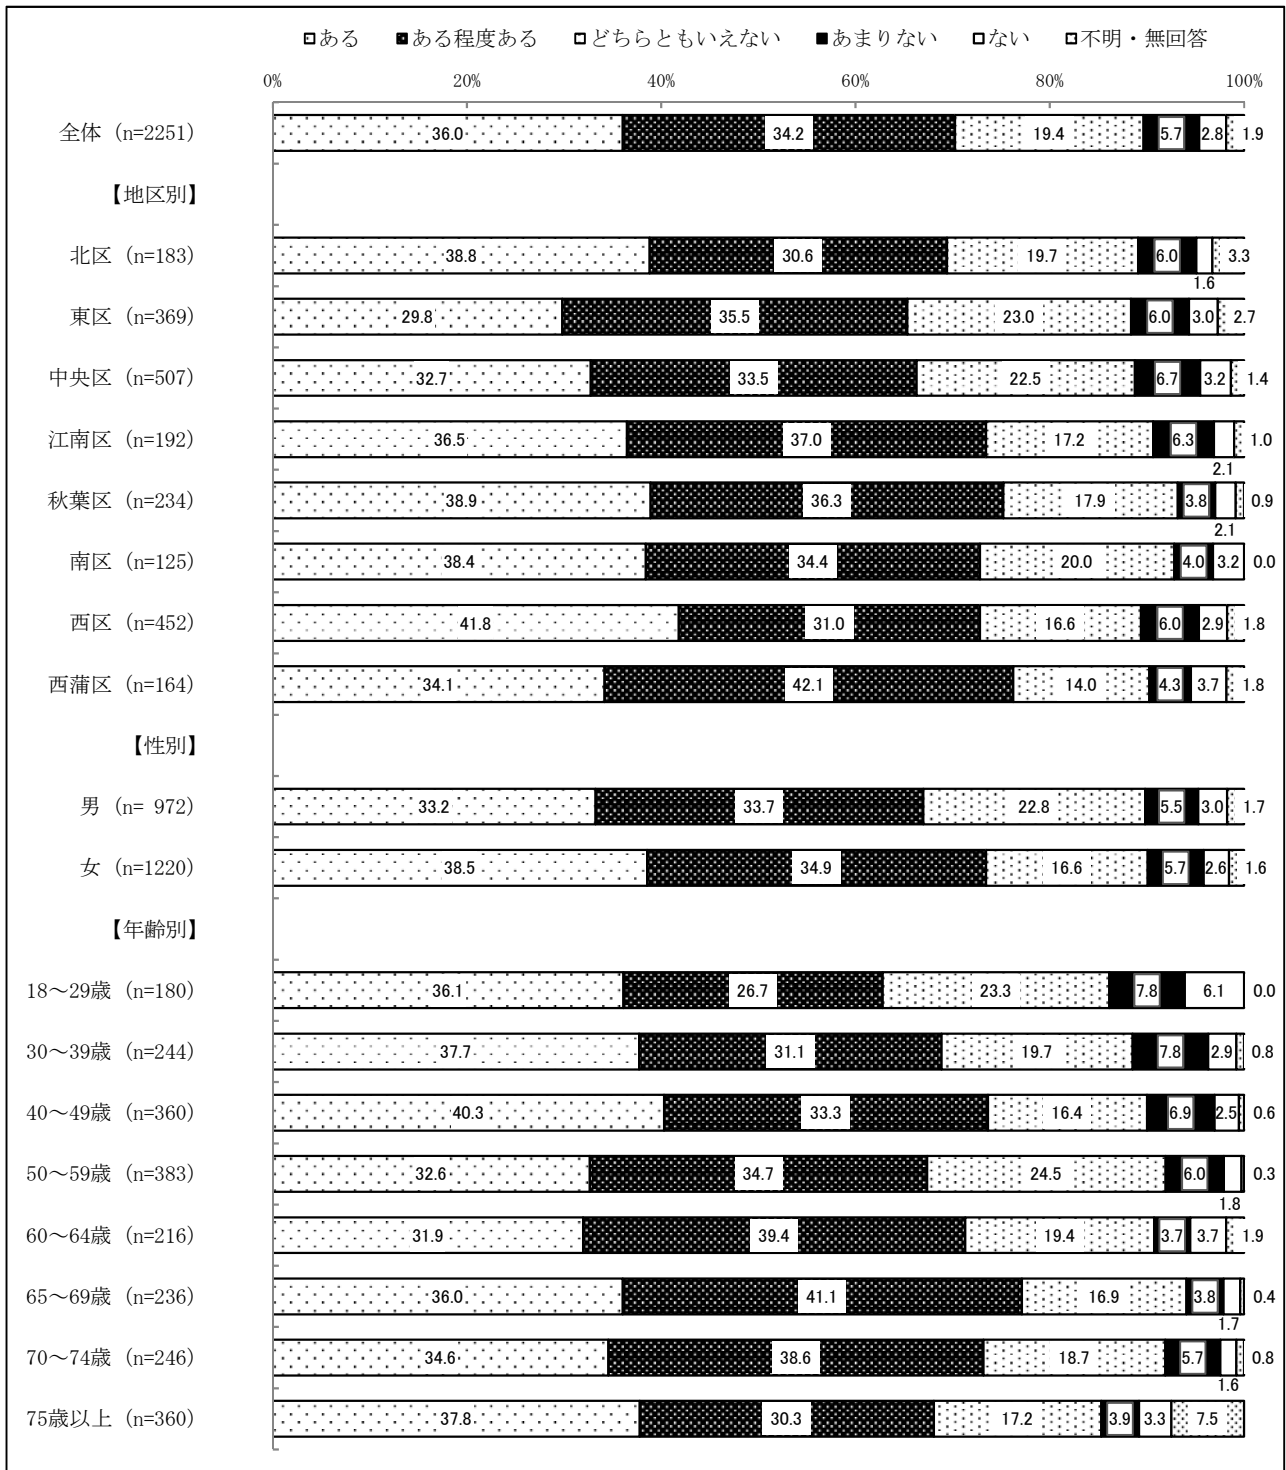 ある ある程度ある どちらともいえない あまりない ない 不明・無回答
0% 20% 40% 60% 80% 100%
全体 (n=2251) 36.0 34.2 19.4 5.7 2.8 1.9
【地区別】
北区 (n=183) 38.8 30.6 19.7 6.0 1.6 3.3
東区 (n=369) 29.8 35.5 23.0 6.0 3.0 2.7
中央区 (n=507) 32.7 33.5 22.5 6.7 3.2 1.4
江南区 (n=192) 36.5 37.0 17.2 6.3 2.1 1.0
秋葉区 (n=234) 38.9 36.3 17.9 3.8 2.1 0.9
南区 (n=125) 38.4 34.4 20.0 4.0 3.2 0.0
西区 (n=452) 41.8 31.0 16.6 6.0 2.9 1.8
西蒲区 (n=164) 34.1 42.1 14.0 4.3 3.7 1.8
【性別】
男 (n= 972) 33.2 33.7 22.8 5.5 3.0 1.7
女 (n=1220) 38.5 34.9 16.6 5.7 2.6 1.6
【年齢別】
18～29歳 (n=180) 36.1 26.7 23.3 7.8 6.1 0.0
30～39歳 (n=244) 37.7 31.1 19.7 7.8 2.9 0.8
40～49歳 (n=360) 40.3 33.3 16.4 6.9 2.5 0.6
50～59歳 (n=383) 32.6 34.7 24.5 6.0 1.8 0.3
60～64歳 (n=216) 31.9 39.4 19.4 3.7 3.7 1.9
65～69歳 (n=236) 36.0 41.1 16.9 3.8 1.7 0.4
70～74歳 (n=246) 34.6 38.6 18.7 5.7 1.6 0.8
75歳以上 (n=360) 37.8 30.3 17.2 3.9 3.3 7.5